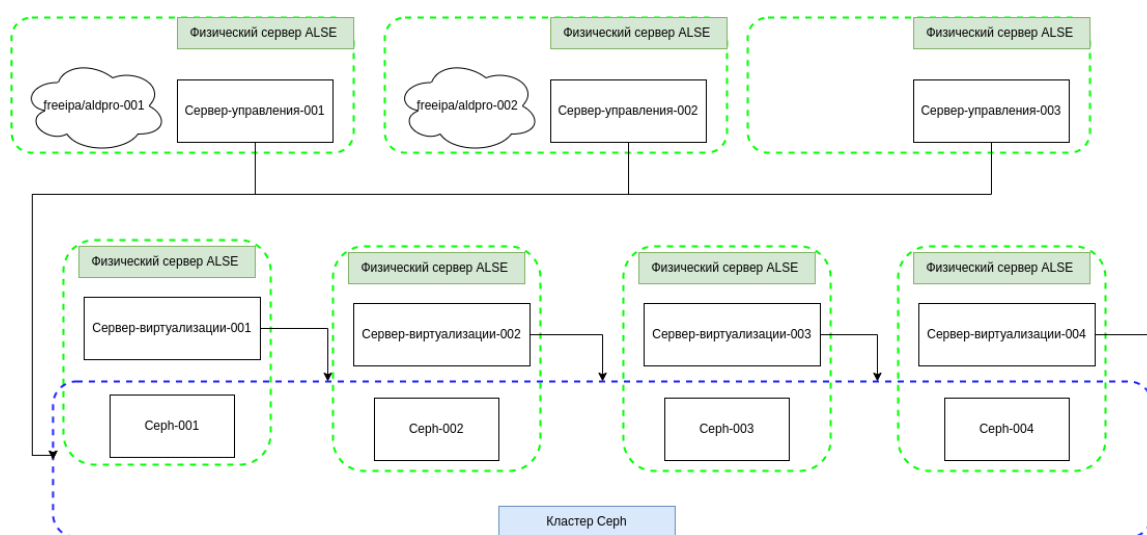 Физический сервер ALSE
Физический сервер ALSE
Физический сервер ALSE
freeipa/aldpro-001
Сервер-управления-001
freeipa/aldpro-002
Сервер-управления-002
Сервер-управления-003
Физический сервер ALSE
Физический сервер ALSE
Физический сервер ALSE
Физический сервер ALSE
Сервер-виртуализации-001
Сервер-виртуализации-002
Сервер-виртуализации-003
Сервер-виртуализации-004
Ceph-001
Ceph-002
Ceph-003
Ceph-004
Кластер Ceph